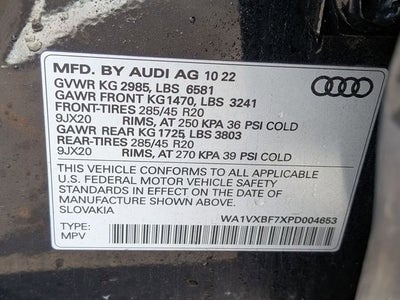 MFD. BY AUDI AG 10 22
GVWR KG 2985, LBS 6581
GAWR FRONT KG1470, LBS 3241
FRONT-TIRES 285/45 R20
9JX20 RIMS, AT 250 KPA 36 PSI COLD
GAWR REAR KG 1725 LBS 3803
REAR-TIRES 285/45 R20
9JX20 RIMS, AT 270 KPA 39 PSI COLD
THIS VEHICLE CONFORMS TO ALL APPLICABLE
U.S. FEDERAL MOTOR VEHICLE SAFETY
STANDARDS IN EFFECT ON THE DATE OF
MANUFACTURE SHOWN ABOVE.
SLOVAKIA WA1VXBF7XPD004653
TYPE:
MPV